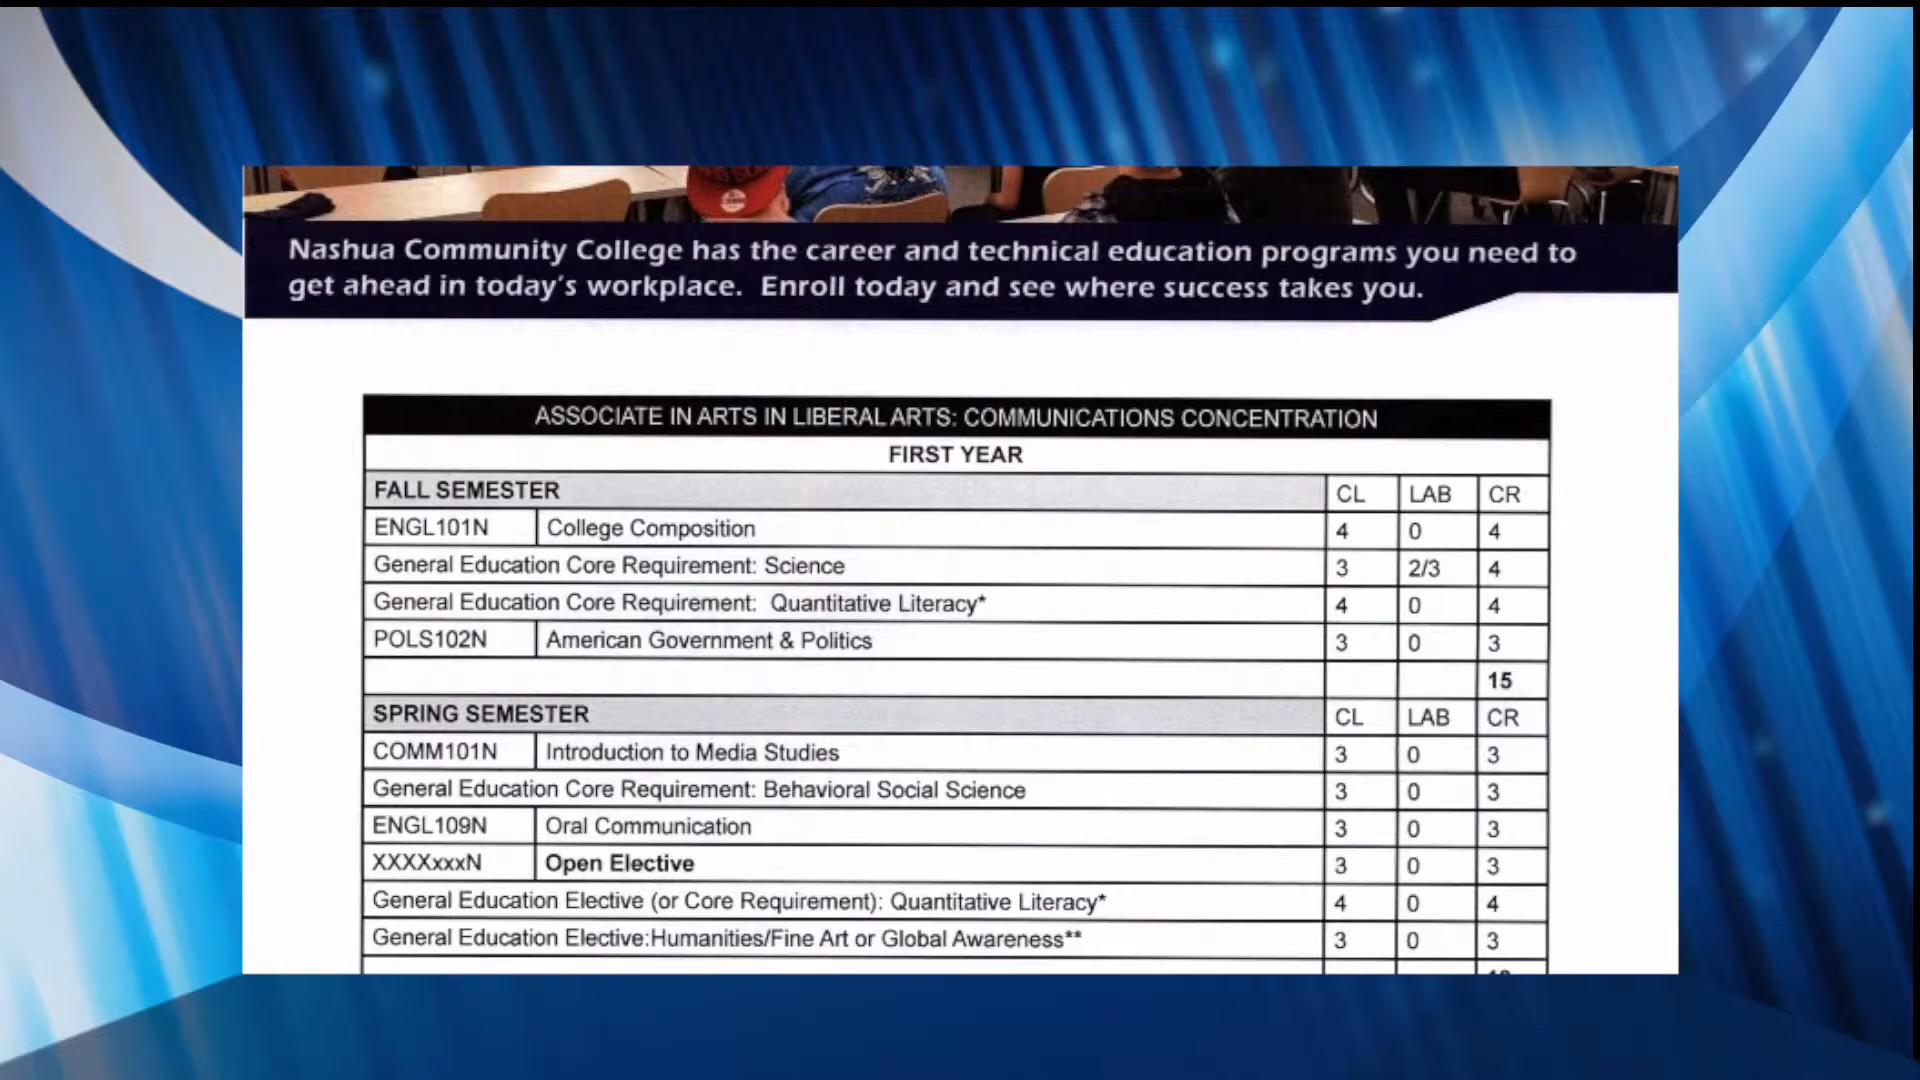 Nashua Community College has the career and technical education programs you need to
get ahead in today's workplace. Enroll today and see where success takes you.
ASSOCIATE IN ARTS IN LIBERAL ARTS: COMMUNICATIONS CONCENTRATION
FIRST YEAR
FALL SEMESTER CL LAB CR
ENGL101N College Composition 4 0 4
General Education Core Requirement: Science 3 2/3 4
General Education Core Requirement: Quantitative Literacy* 4 0 4
POLS102N American Government & Politics 3 0 3
15
SPRING SEMESTER CL LAB CR
COMM101N Introduction to Media Studies 3 0 3
General Education Core Requirement: Behavioral Social Science 3 0 3
ENGL109N Oral Communication 3 0 3
XXXXxxxN Open Elective 3 0 3
General Education Elective (or Core Requirement): Quantitative Literacy* 4 0 4
General Education Elective:Humanities/Fine Art or Global Awareness** 3 0 3